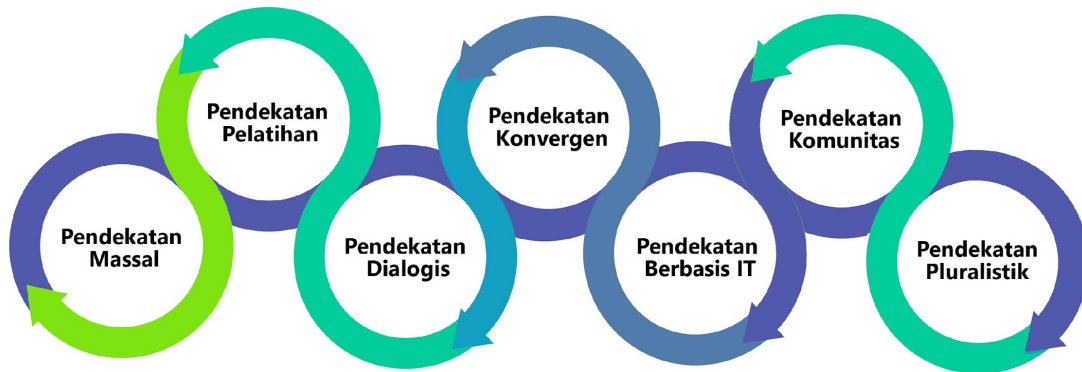 Pendekatan
Massal
Pendekatan
Pelatihan
Pendekatan
Dialogis
Pendekatan
Konvergen
Pendekatan
Berbasis IT
Pendekatan
Komunitas
Pendekatan
Pluralistik